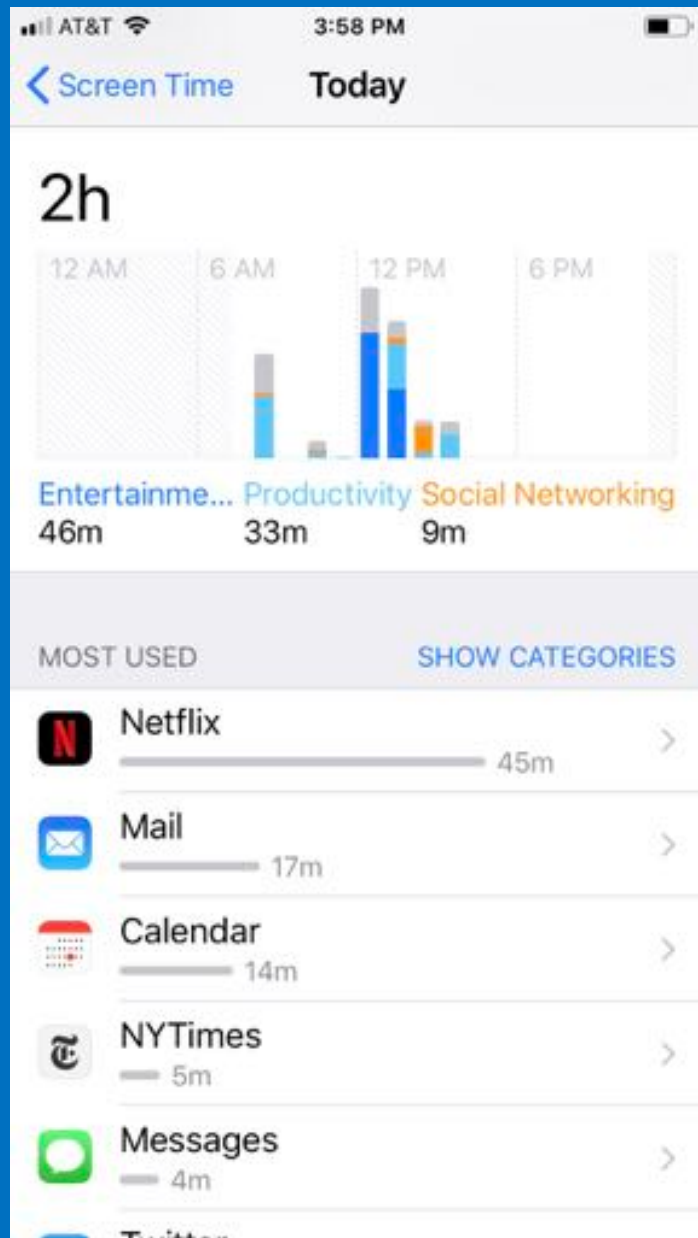 AT&T 3:58 PM
Screen Time Today
2h
12 AM 6 AM 12 PM 6 PM
Entertainme... Productivity Social Networking
46m 33m 9m
MOST USED SHOW CATEGORIES
Netflix
45m
Mail
17m
Calendar
14m
NYTimes
5m
Messages
4m
Twitter